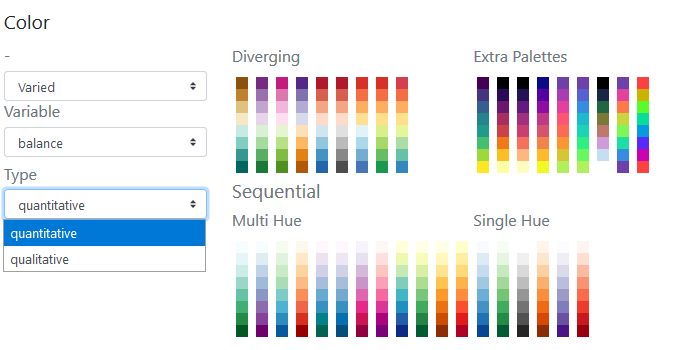 Color
-
Varied
Variable
balance
Type
quantitative
quantitative
qualitative
Diverging
Extra Palettes
Sequential
Multi Hue
Single Hue